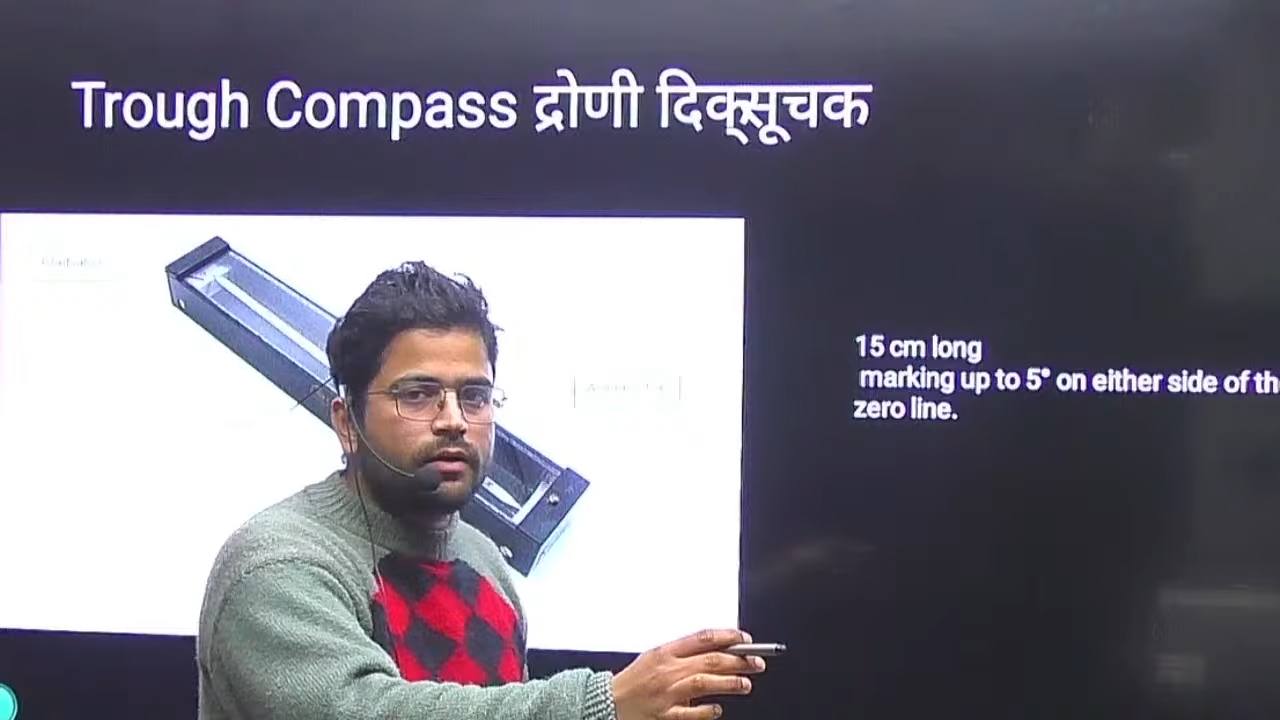 Trough Compass द्रोणी दिक्सूचक
15 cm long
marking up to 5° on either side of th
zero line.